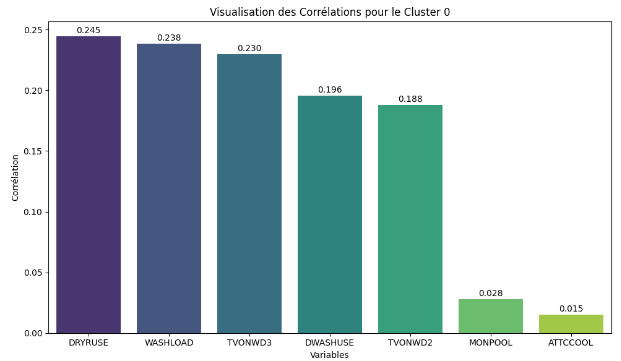 Visualisation des Corrélations pour le Cluster 0
0.25
0.20
0.15
0.10
0.05
0.00
Corrélation
0.245
0.238
0.230
0.196
0.188
0.028
0.015
DRYRUSE
WASHLOAD
TVONWD3
DWASHUSE
TVONWD2
MONPOOL
ATTCCOOL
Variables